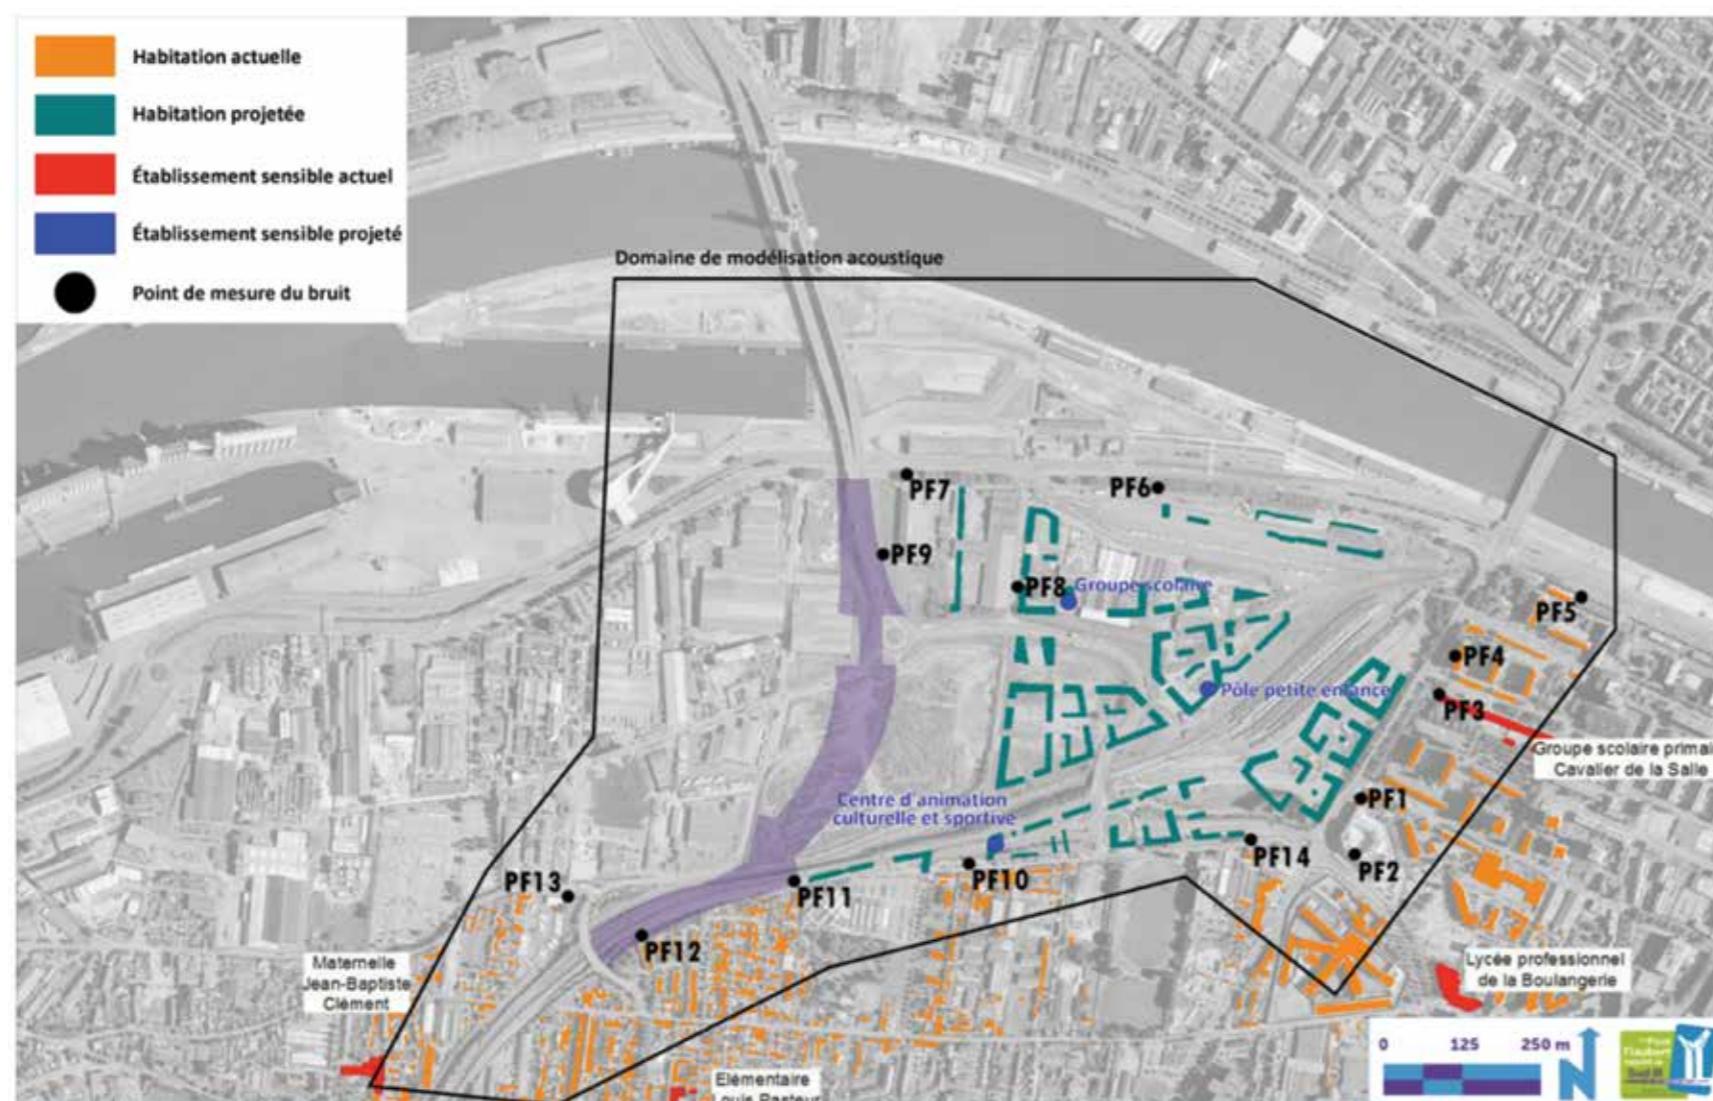 Habitation actuelle
Habitation projetée
Établissement sensible actuel
Établissement sensible projeté
Point de mesure du bruit
Domaine de modélisation acoustique
PF7
PF6
PF9
PF8
Groupe scolaire
PF5
PF4
Pôle petite enfance
PF3
Groupe scolaire primai
Cavalier de la Salle
Centre d'animation
culturelle et sportive
PF1
PF14
PF2
PF13
PF11
PF10
PF12
Maternelle
Jean-Baptiste
Clément
Lycée professionnel
de la Boulangerie
Elémentaire
Louis Pasteur
0 125 250 m
N
Flaubert